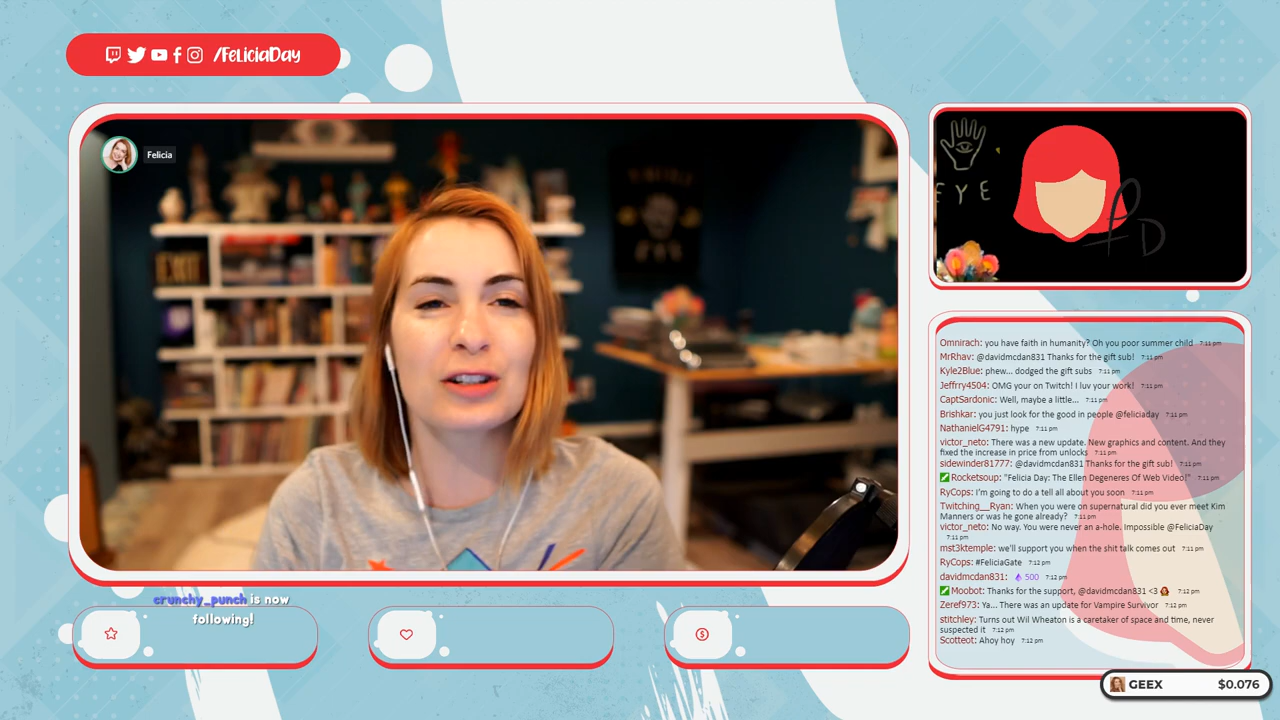 /FeliciaDay
Felicia
EXIT
EYE
D
Omnirach: you have faith in humanity? Oh you poor summer child 7:11 pm
MrRhav: @davidmcdan831 Thanks for the gift sub! 7:11 pm
Kyle2Blue: phew... dodged the gift subs 7:11 pm
Jeffrry4504: OMG your on Twitch! I luv your work! 7:11 pm
CaptSardonic: Well, maybe a little... 7:11 pm
Brishkar: you just look for the good in people @feliciaday 7:11 pm
NathanielG4791: hype 7:11 pm
victor_neto: There was a new update. New graphics and content. And they
fixed the increase in price from unlocks 7:11 pm
sidewinder81777: @davidmcdan831 Thanks for the gift sub! 7:11 pm
Rocketsoup: "Felicia Day: The Ellen Degeneres Of Web Video!" 7:11 pm
RyCops: I'm going to do a tell all about you soon 7:11 pm
Twitching__Ryan: When you were on supernatural did you ever meet Kim
Manners or was he gone already? 7:11 pm
victor_neto: No way. You were never an a-hole. Impossible @FeliciaDay
7:11 pm
mst3ktemple: we'll support you when the shit talk comes out 7:11 pm
RyCops: #FeliciaGate 7:12 pm
davidmcdan831: 500 7:12 pm
Moobot: Thanks for the support, @davidmcdan831 <3 7:12 pm
Zeref973: Ya... There was an update for Vampire Survivor 7:12 pm
stitchley: Turns out Wil Wheaton is a caretaker of space and time, never
suspected it 7:12 pm
Scotteot: Ahoy hoy 7:12 pm
crunchy_punch is now
following!
GEEX $0.076